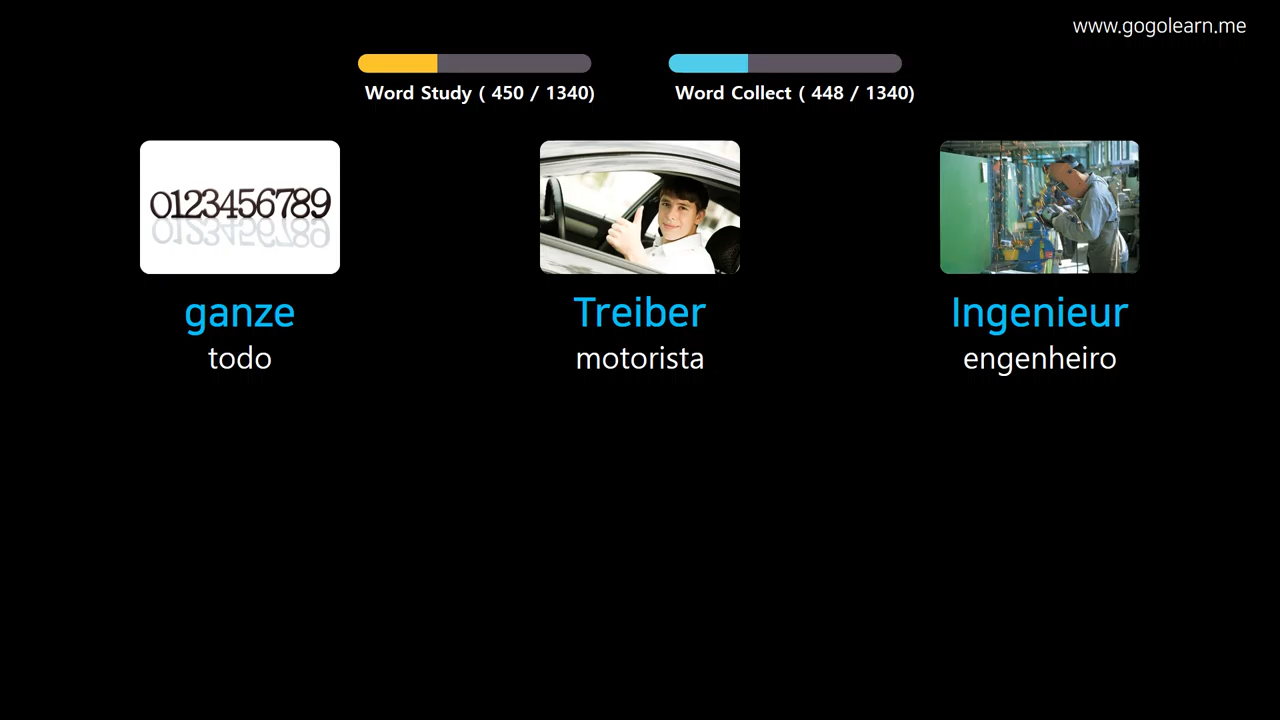 www.gogolearn.me
Word Study ( 450 / 1340)
Word Collect ( 448 / 1340)
0123456789
ganze
todo
Treiber
motorista
Ingenieur
engenheiro